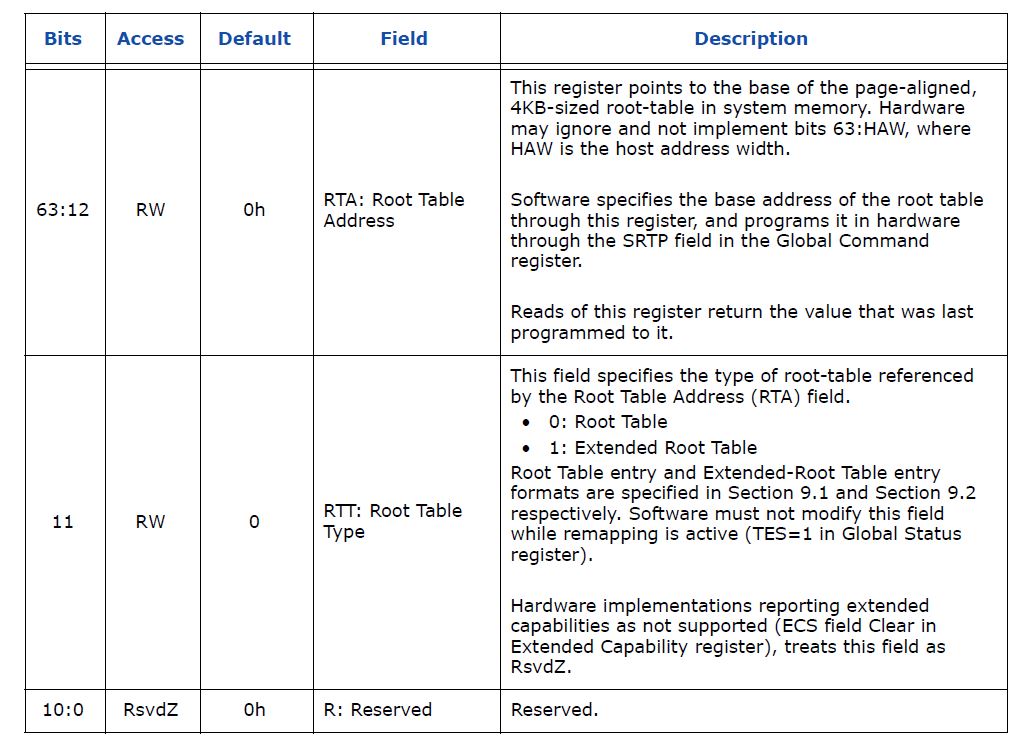 Bits Access Default Field Description
This register points to the base of the page-aligned,
4KB-sized root-table in system memory. Hardware
may ignore and not implement bits 63:HAW, where
HAW is the host address width.
63:12 RW 0h RTA: Root Table
Address
Software specifies the base address of the root table
through this register, and programs it in hardware
through the SRTP field in the Global Command
register.
Reads of this register return the value that was last
programmed to it.
This field specifies the type of root-table referenced
by the Root Table Address (RTA) field.
• 0: Root Table
• 1: Extended Root Table
11 RW 0 RTT: Root Table
Type
Root Table entry and Extended-Root Table entry
formats are specified in Section 9.1 and Section 9.2
respectively. Software must not modify this field
while remapping is active (TES=1 in Global Status
register).
Hardware implementations reporting extended
capabilities as not supported (ECS field Clear in
Extended Capability register), treats this field as
RsvdZ.
10:0 RsvdZ 0h R: Reserved Reserved.